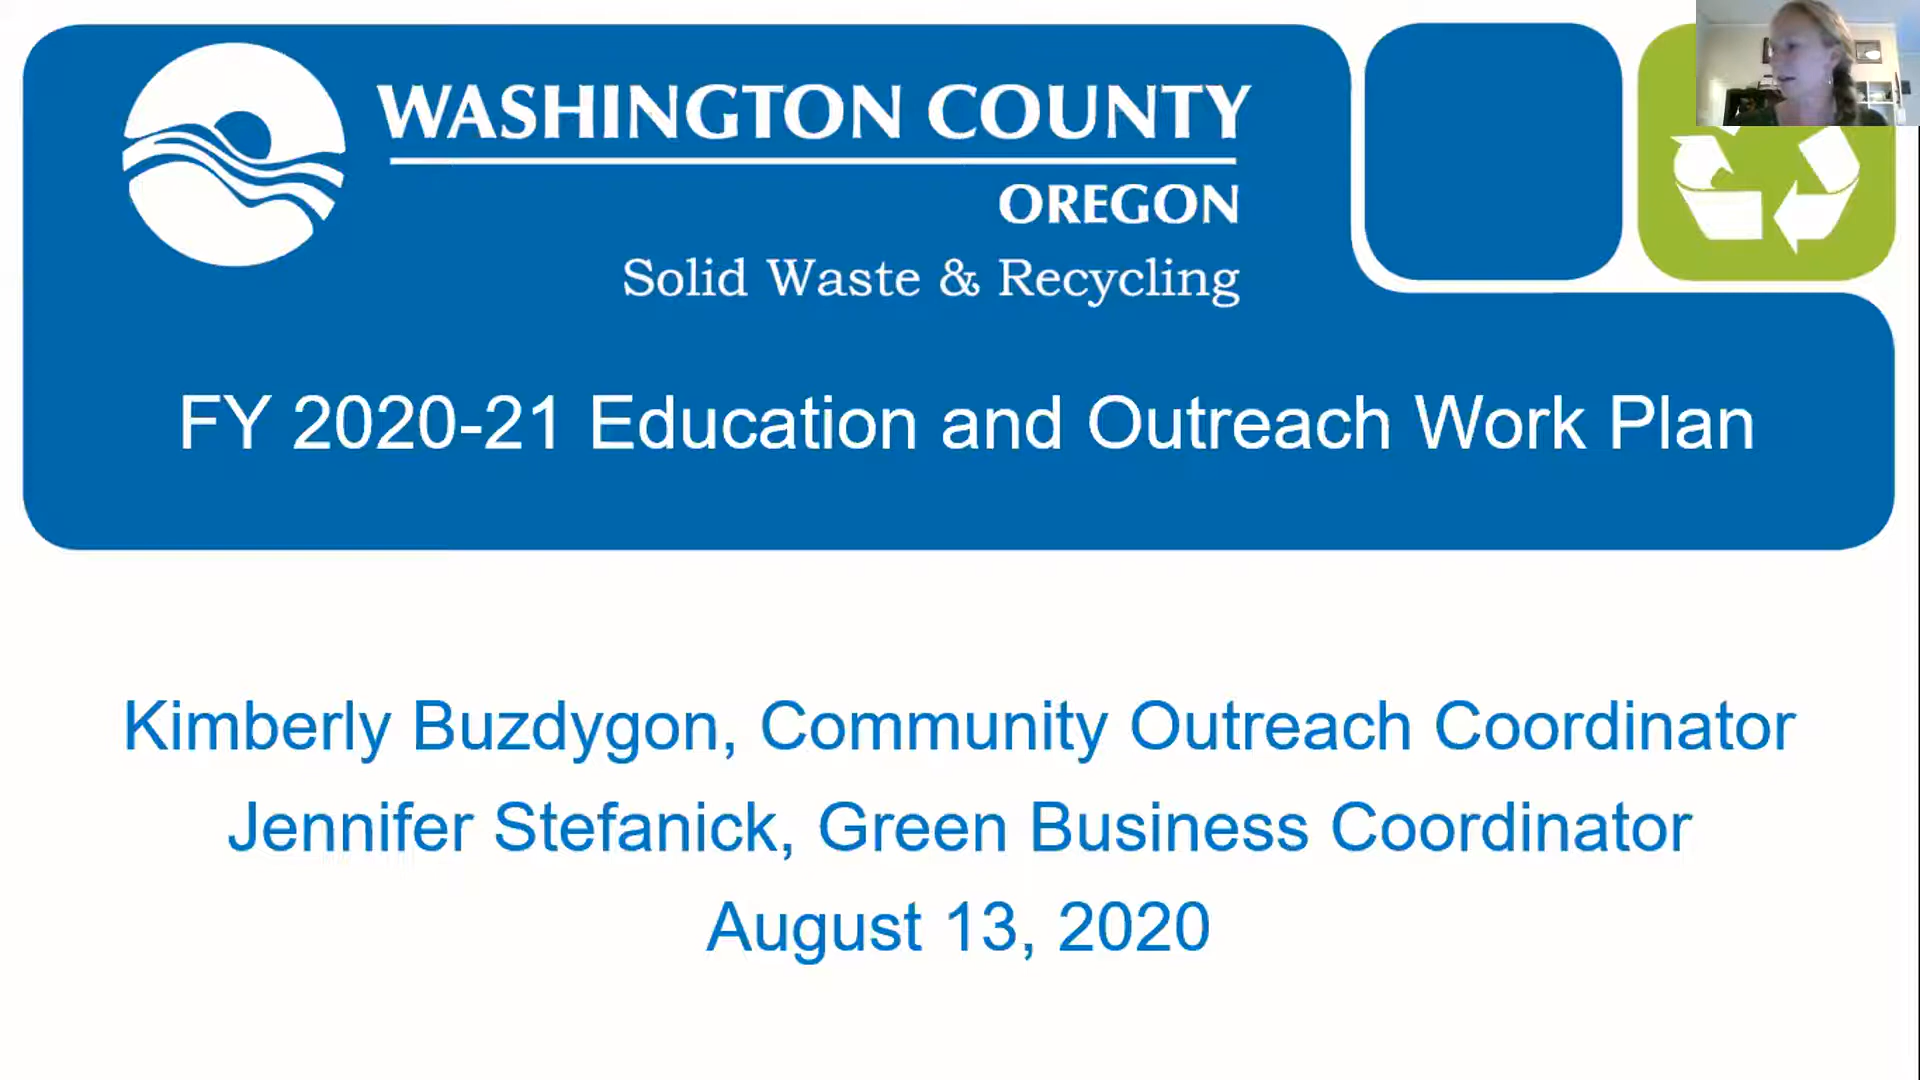 WASHINGTON COUNTY
OREGON
Solid Waste & Recycling
FY 2020-21 Education and Outreach Work Plan
Kimberly Buzdygon, Community Outreach Coordinator
Jennifer Stefanick, Green Business Coordinator
August 13, 2020